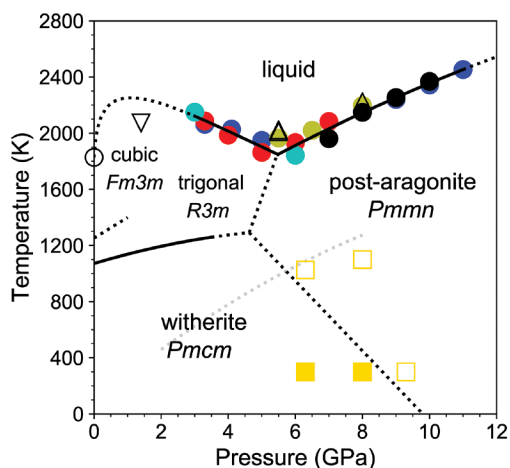 2800
2400
2000
1600
1200
800
400
0
Temperature (K)
liquid
cubic
Fm3m
trigonal
R3m
post-aragonite
Pmmn
witherite
Pmcm
0 2 4 6 8 10 12
Pressure (GPa)